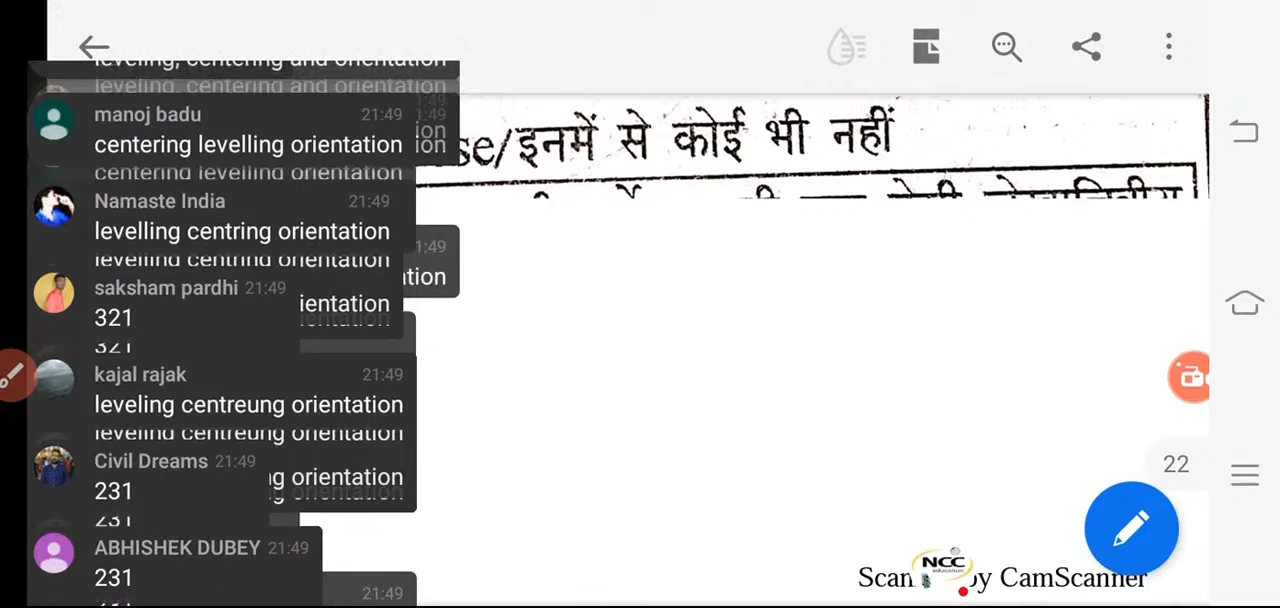 leveling, centering and orientation
manoj badu 21:49
centering levelling orientation
Namaste India 21:49
levelling centring orientation
saksham pardhi 21:49
321
kajal rajak 21:49
leveling centreung orientation
Civil Dreams 21:49
231
ABHISHEK DUBEY 21:49
231
21:49
se/इनमें से कोई भी नहीं
22
NCC
education
CamScanner